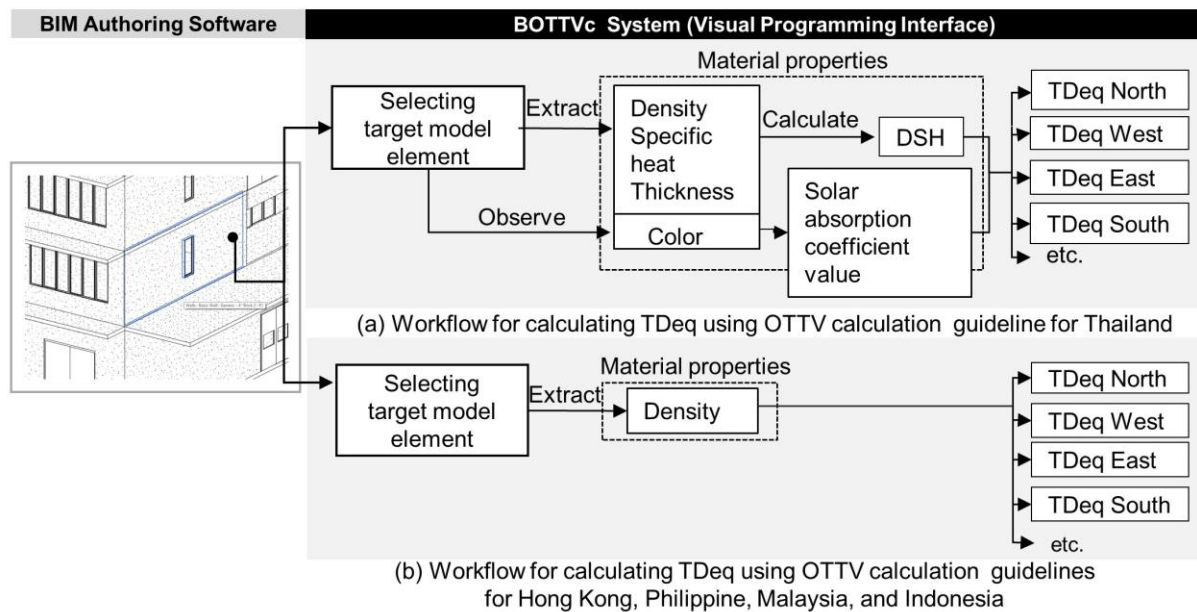 BIM Authoring Software
BOTTVc System (Visual Programming Interface)
Material properties
Selecting
target model
element
Extract
Density
Specific
heat
Thickness
Color
Calculate
DSH
Observe
Solar
absorption
coefficient
value
TDeq North
TDeq West
TDeq East
TDeq South
etc.
(a) Workflow for calculating TDeq using OTTV calculation guideline for Thailand
Selecting
target model
element
Extract
Material properties
Density
TDeq North
TDeq West
TDeq East
TDeq South
etc.
(b) Workflow for calculating TDeq using OTTV calculation guidelines
for Hong Kong, Philippine, Malaysia, and Indonesia